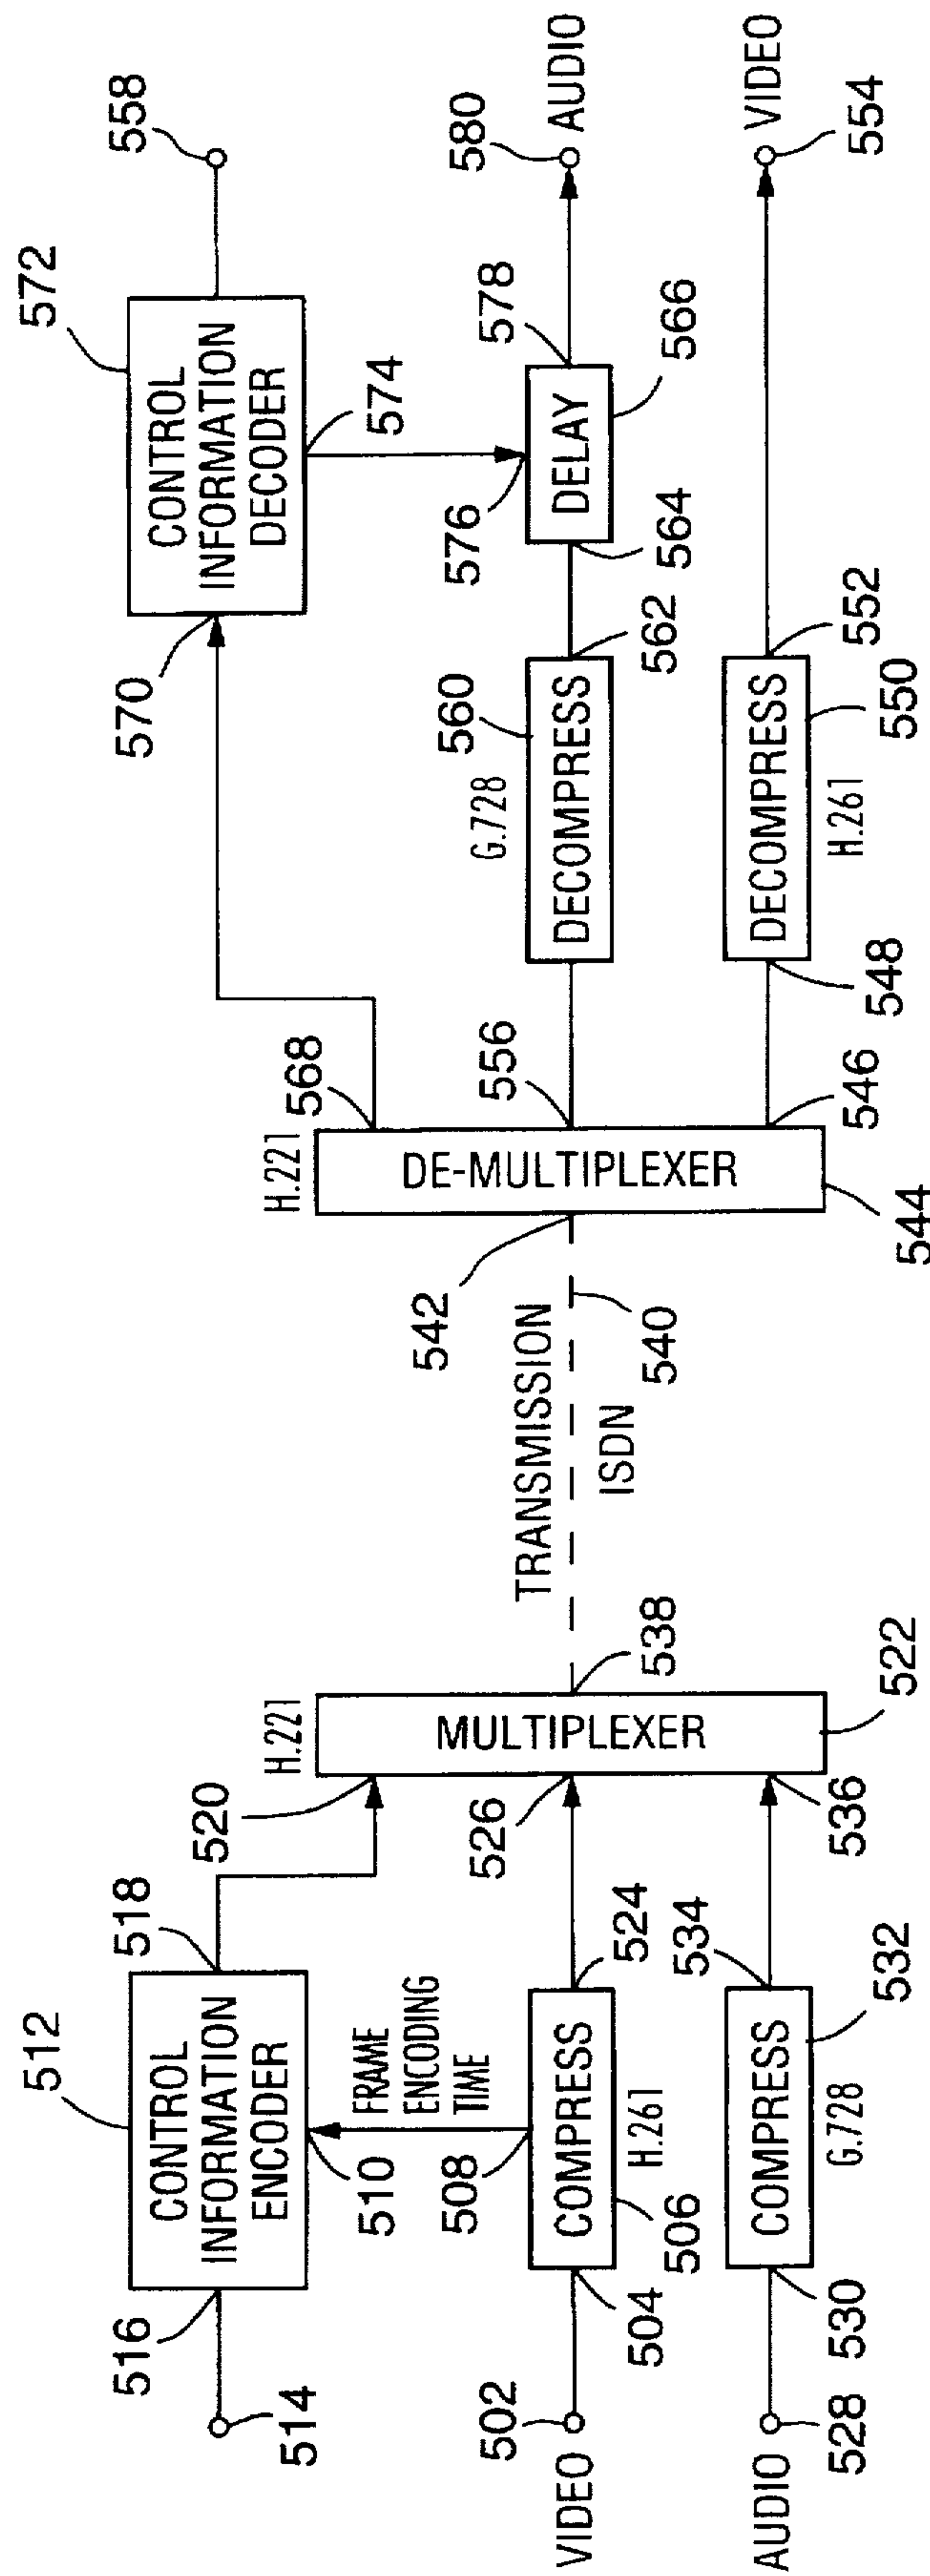 512
CONTROL
INFORMATION
ENCODER
516
514
518
520
510
FRAME
ENCODING
TIME
508
VIDEO
502
504
COMPRESS
506
H.261
524
526
AUDIO
528
530
COMPRESS
G.728
532
534
536
H.221
MULTIPLEXER
522
538
TRANSMISSION
ISDN
540
542
H.221
DE-MULTIPLEXER
544
568
556
546
570
572
CONTROL
INFORMATION
DECODER
558
574
576
G.728
560
DECOMPRESS
562
564
DELAY
566
578
580
AUDIO
548
DECOMPRESS
H.261
550
552
VIDEO
554